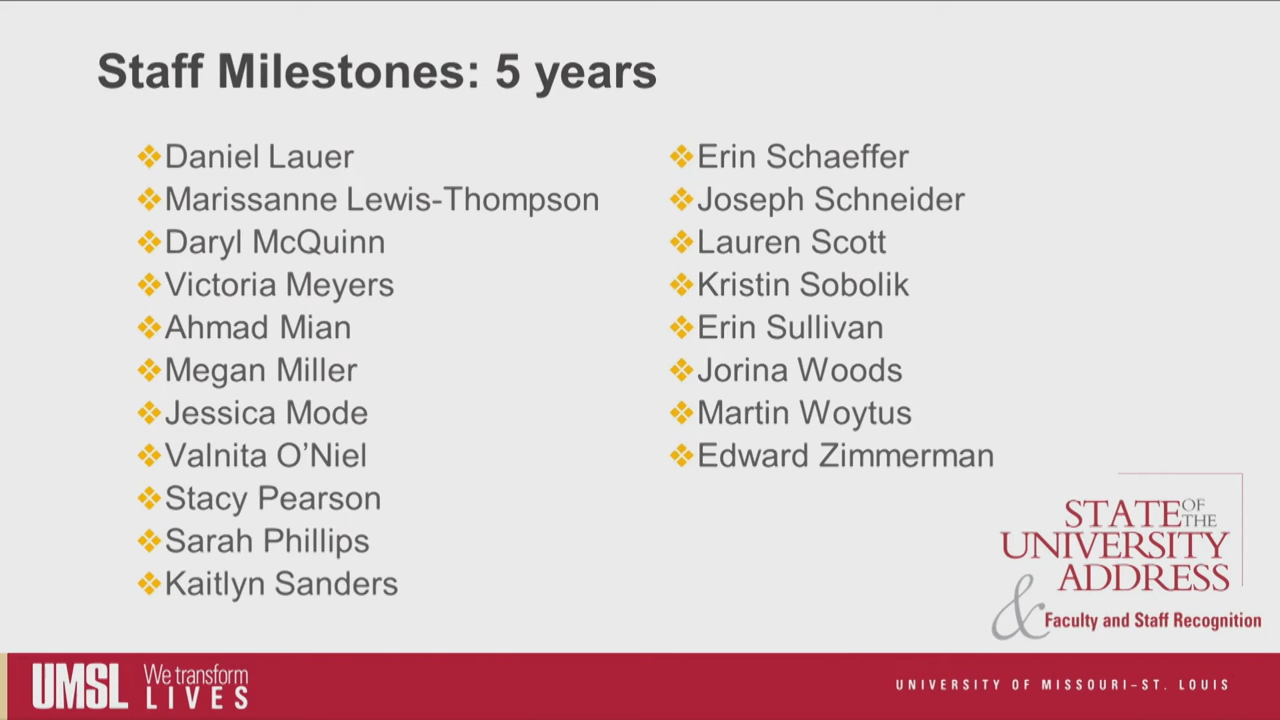 Staff Milestones: 5 years
❖Daniel Lauer
❖Marissanne Lewis-Thompson
❖Daryl McQuinn
❖Victoria Meyers
❖Ahmad Mian
❖Megan Miller
❖Jessica Mode
❖Valnita O’Niel
❖Stacy Pearson
❖Sarah Phillips
❖Kaitlyn Sanders
❖Erin Schaeffer
❖Joseph Schneider
❖Lauren Scott
❖Kristin Sobolik
❖Erin Sullivan
❖Jorina Woods
❖Martin Woytus
❖Edward Zimmerman
STATE OF THE
UNIVERSITY
ADDRESS
& Faculty and Staff Recognition
UMSL
We transform
LIVES
UNIVERSITY OF MISSOURI–ST. LOUIS